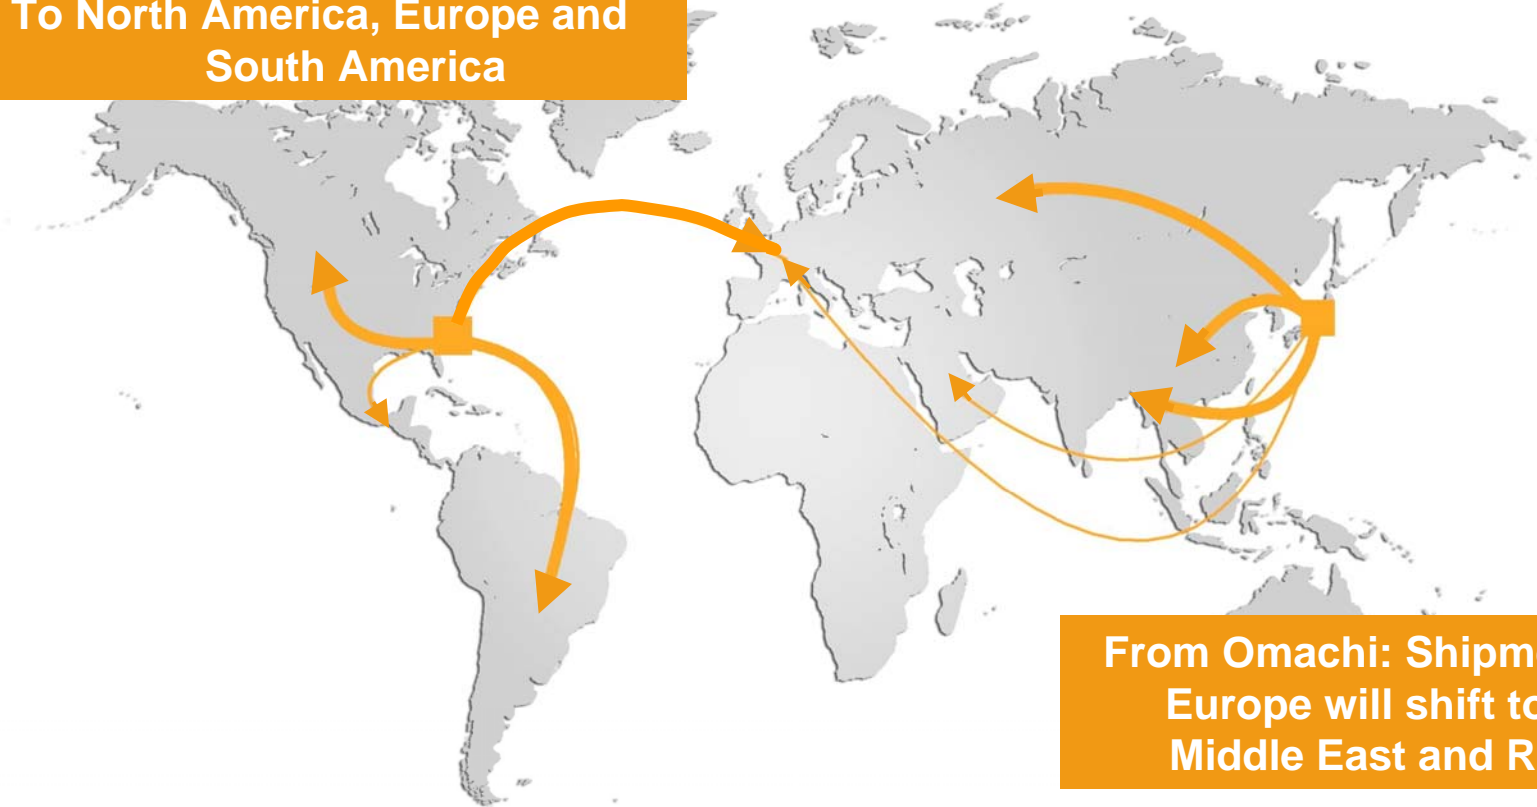 To North America, Europe and
South America
From Omachi: Shipm
Europe will shift to
Middle East and R